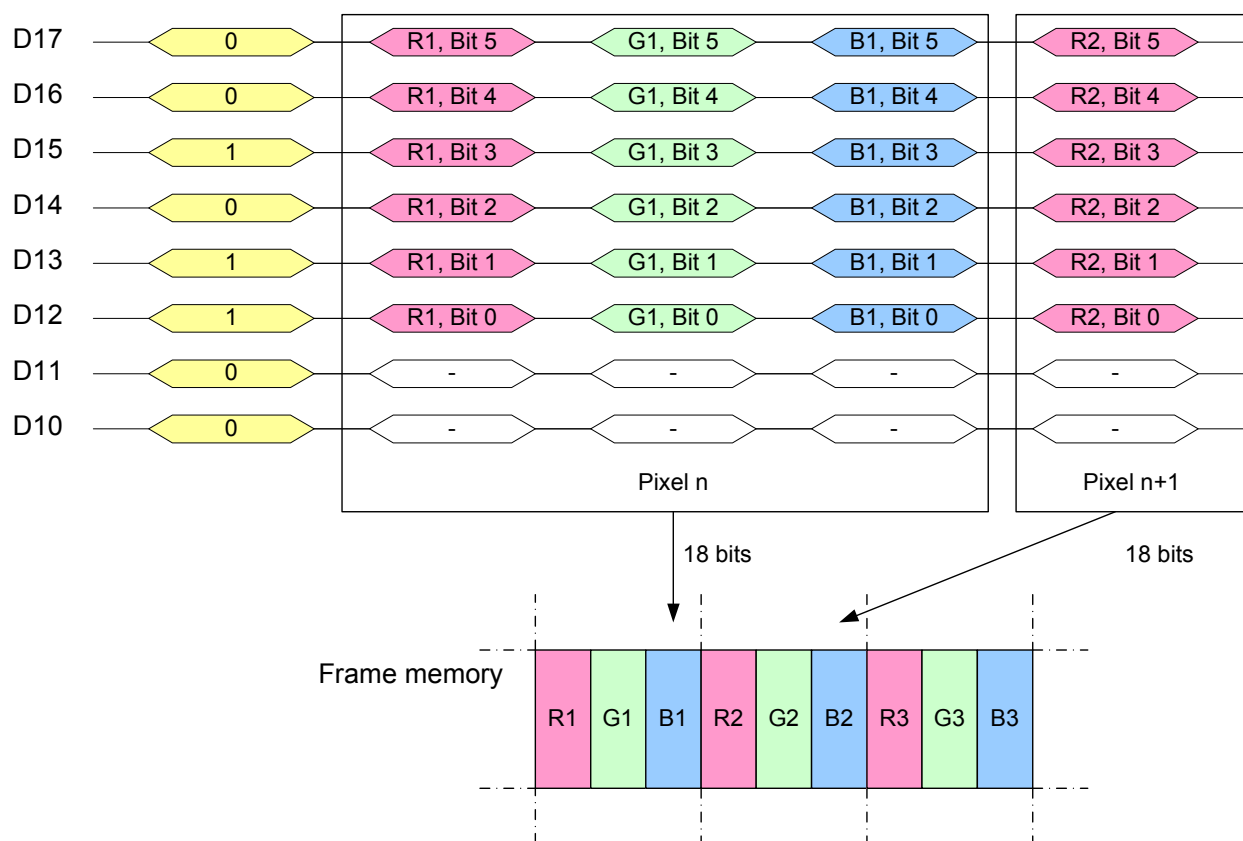 D17 0 R1, Bit 5 G1, Bit 5 B1, Bit 5 R2, Bit 5
D16 0 R1, Bit 4 G1, Bit 4 B1, Bit 4 R2, Bit 4
D15 1 R1, Bit 3 G1, Bit 3 B1, Bit 3 R2, Bit 3
D14 0 R1, Bit 2 G1, Bit 2 B1, Bit 2 R2, Bit 2
D13 1 R1, Bit 1 G1, Bit 1 B1, Bit 1 R2, Bit 1
D12 1 R1, Bit 0 G1, Bit 0 B1, Bit 0 R2, Bit 0
D11 0 - - - -
D10 0 - - - -
Pixel n Pixel n+1
18 bits 18 bits
Frame memory
R1 G1 B1 R2 G2 B2 R3 G3 B3